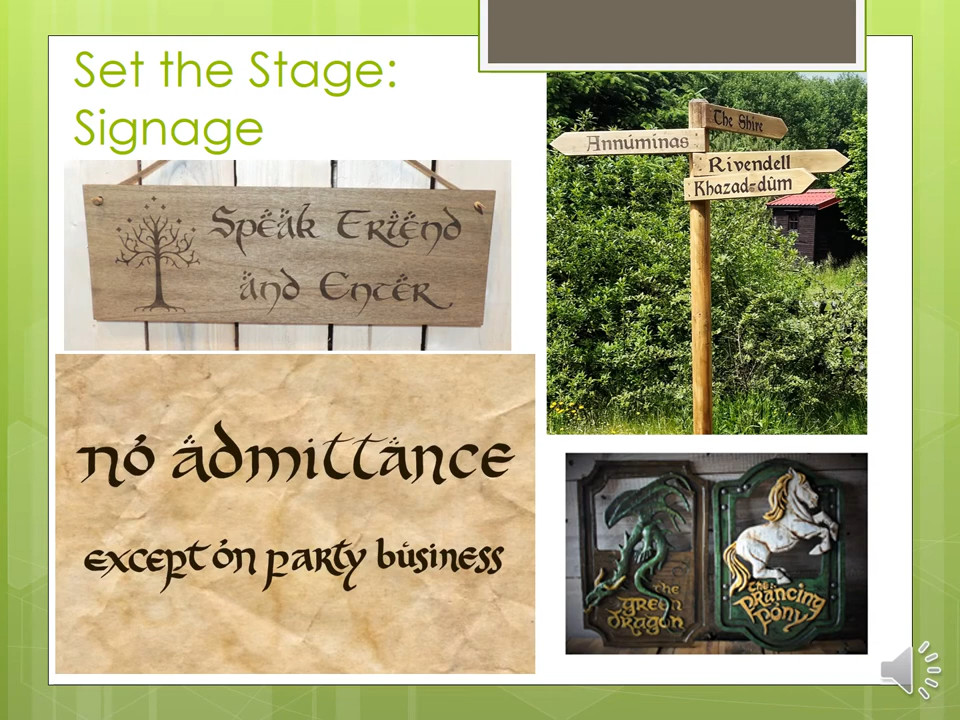 Set the Stage:
Signage
Speak Friend
and Enter
no admittance
except on party business
The Shire
Annúminas
Rivendell
Khazad-dûm
the
green
dragon
the
prancing
pony